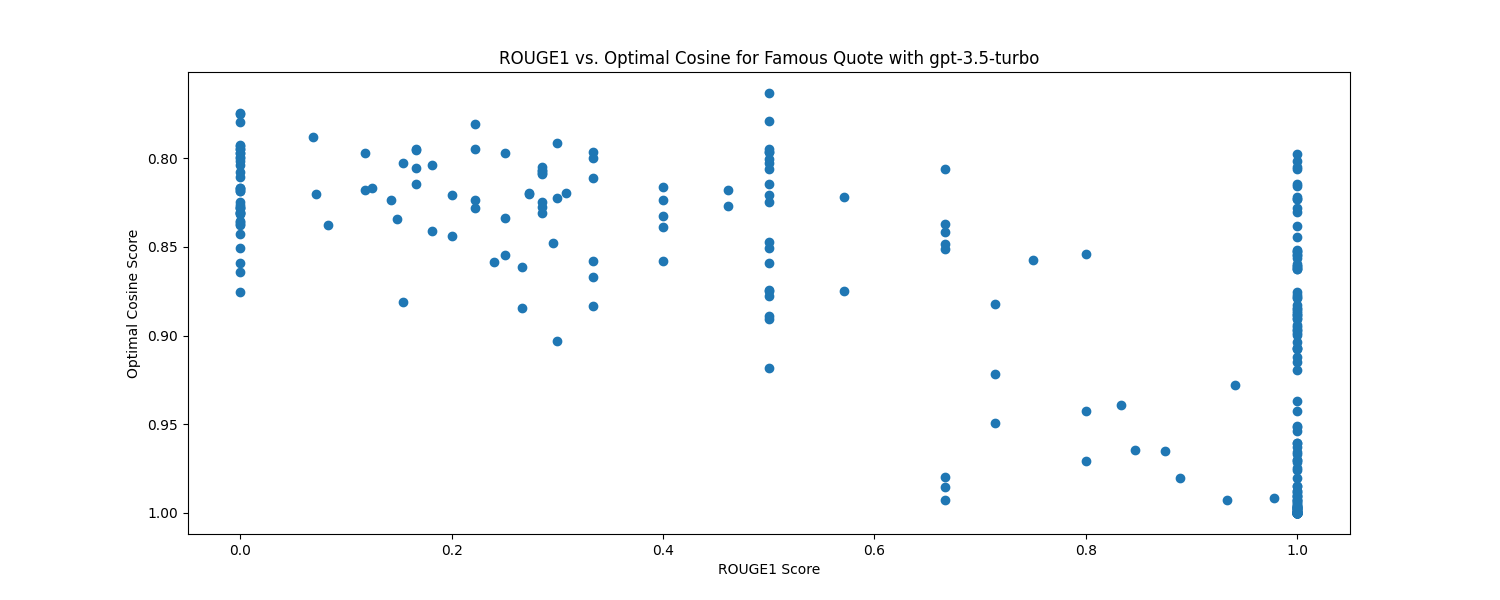 ROUGE1 vs. Optimal Cosine for Famous Quote with gpt-3.5-turbo
Optimal Cosine Score
0.80
0.85
0.90
0.95
1.00
0.0 0.2 0.4 0.6 0.8 1.0
ROUGE1 Score